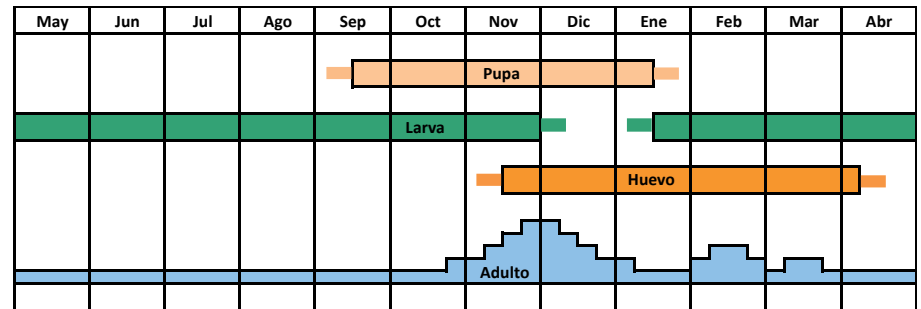 May Jun Jul Ago Sep Oct Nov Dic Ene Feb Mar Abr
Pupa
Larva
Huevo
Adulto